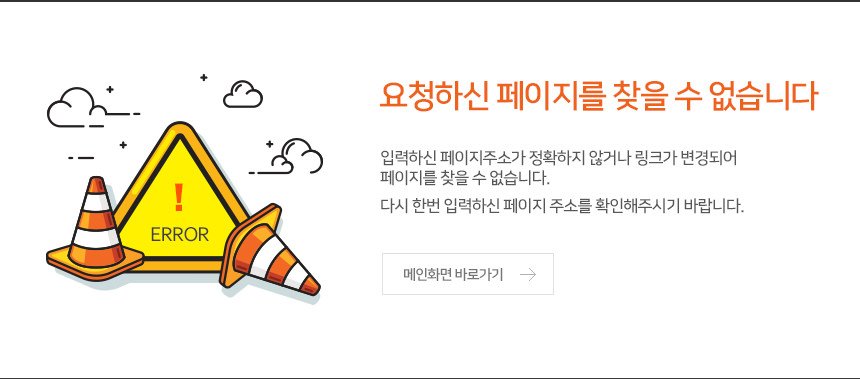 요청하신 페이지를 찾을 수 없습니다
입력하신 페이지주소가 정확하지 않거나 링크가 변경되어
페이지를 찾을 수 없습니다.
다시 한번 입력하신 페이지 주소를 확인해주시기 바랍니다.
!
ERROR
메인화면 바로가기 →